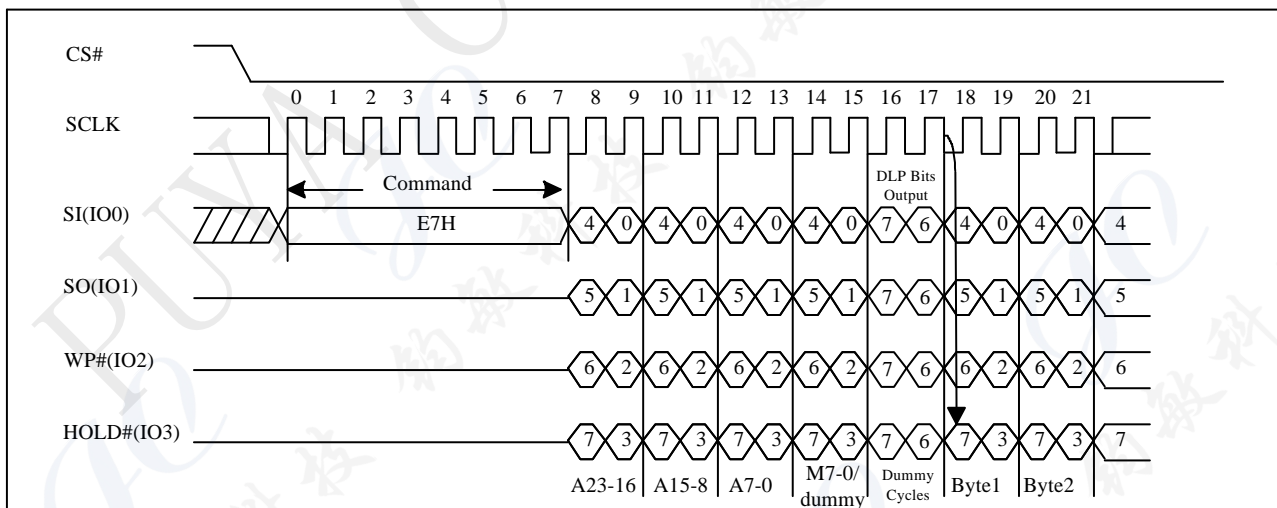 CS#
0 1 2 3 4 5 6 7 8 9 10 11 12 13 14 15 16 17 18 19 20 21
SCLK
Command
DLP Bits
Output
SI(IO0) E7H 4 0 4 0 4 0 4 0 7 6 4 0 4 0 4
SO(IO1) 5 1 5 1 5 1 5 1 7 6 5 1 5 1 5
WP#(IO2) 6 2 6 2 6 2 6 2 7 6 6 2 6 2 6
HOLD#(IO3) 7 3 7 3 7 3 7 3 7 6 7 3 7 3 7
A23-16 A15-8 A7-0 M7-0/ Dummy Byte1 Byte2
dummy Cycles
PUYA